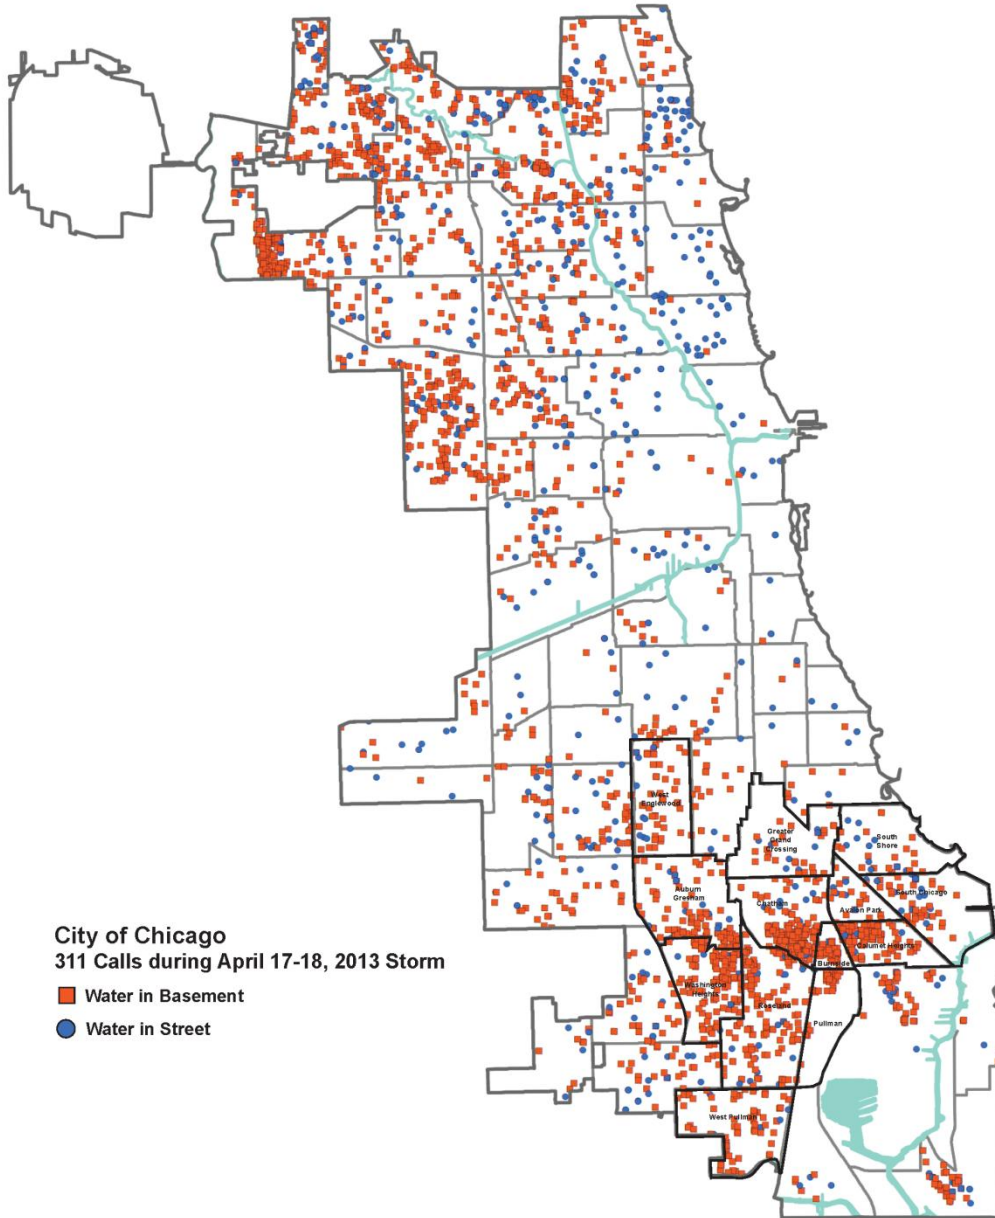 West
Englewood
Greater
Grand
Crossing
South
Shore
Auburn
Gresham
Chatham
Avalon Park
South Chicago
Calumet Heights
Burnside
Washington
Heights
Roseland
Pullman
West Pullman
City of Chicago
311 Calls during April 17-18, 2013 Storm
Water in Basement
Water in Street